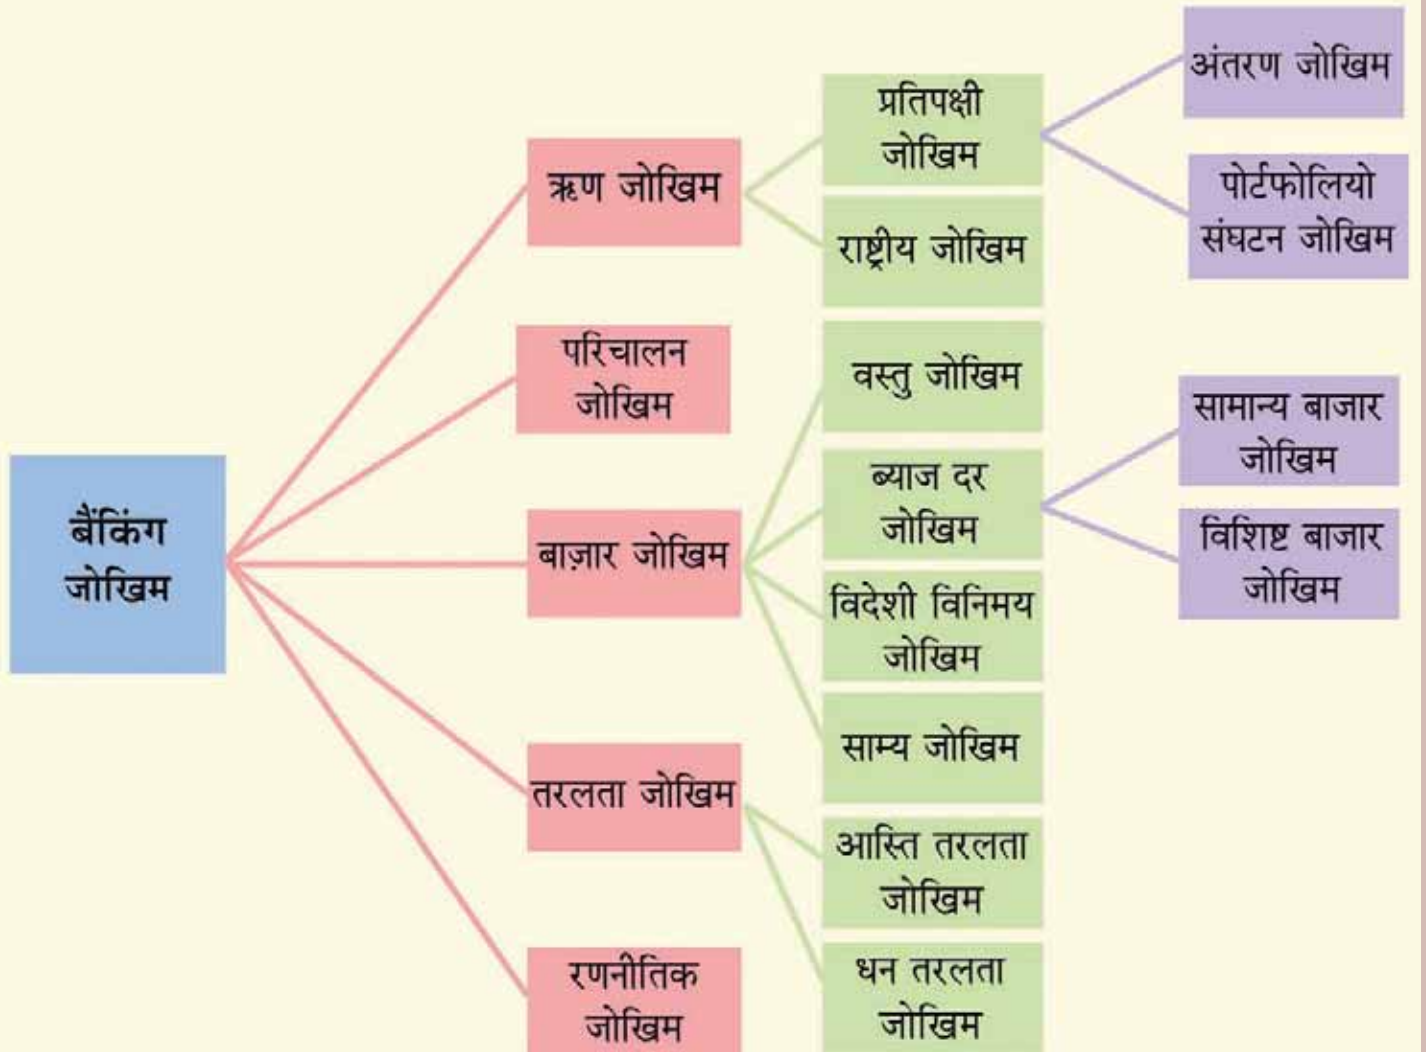 बैंकिंग
जोखिम
ऋण जोखिम
परिचालन
जोखिम
बाज़ार जोखिम
तरलता जोखिम
रणनीतिक
जोखिम
प्रतिपक्षी
जोखिम
राष्ट्रीय जोखिम
वस्तु जोखिम
ब्याज दर
जोखिम
विदेशी विनिमय
जोखिम
साम्य जोखिम
आस्ति तरलता
जोखिम
धन तरलता
जोखिम
अंतरण जोखिम
पोर्टफोलियो
संघटन जोखिम
सामान्य बाजार
जोखिम
विशिष्ट बाजार
जोखिम